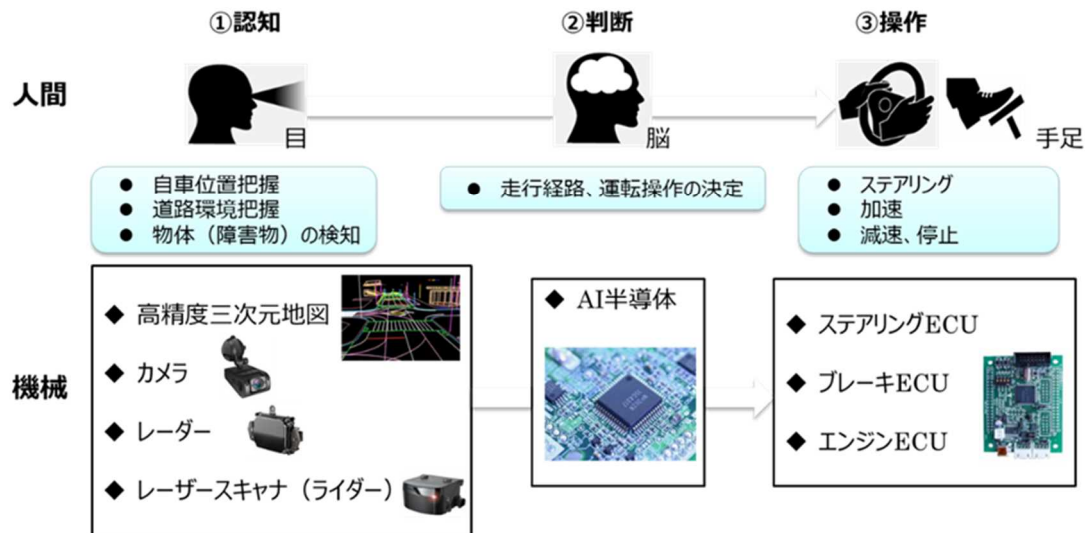 ①認知
②判断
③操作
人間
目
脳
手足
● 自車位置把握
● 道路環境把握
● 物体（障害物）の検知
● 走行経路、運転操作の決定
● ステアリング
● 加速
● 減速、停止
機械
◆ 高精度三次元地図
◆ カメラ
◆ レーダー
◆ レーザースキャナ（ライダー）
◆ AI半導体
◆ ステアリングECU
◆ ブレーキECU
◆ エンジンECU